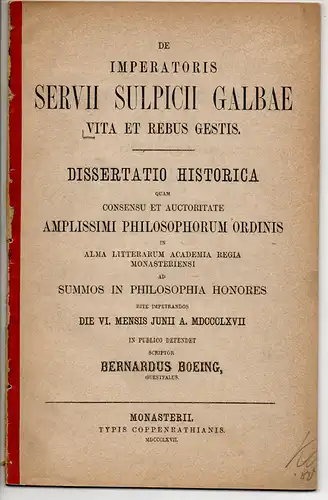 DE
IMPERATORIS
SERVII SULPICII GALBAE
VITA ET REBUS GESTIS.
DISSERTATIO HISTORICA
QUAM
CONSENSU ET AUCTORITATE
AMPLISSIMI PHILOSOPHORUM ORDINIS
IN
ALMA LITTERARUM ACADEMIA REGIA
MONASTERIENSI
AD
SUMMOS IN PHILOSOPHIA HONORES
RITE IMPETRANDOS
DIE VI. MENSIS JUNII A. MDCCCLXVII
IN PUBLICO DEFENDET
SCRIPTOR
BERNARDUS BOEING,
GUESTFALUS.
MONASTERII.
TYPIS COPPENRATHIANIS.
MDCCCLXVII.